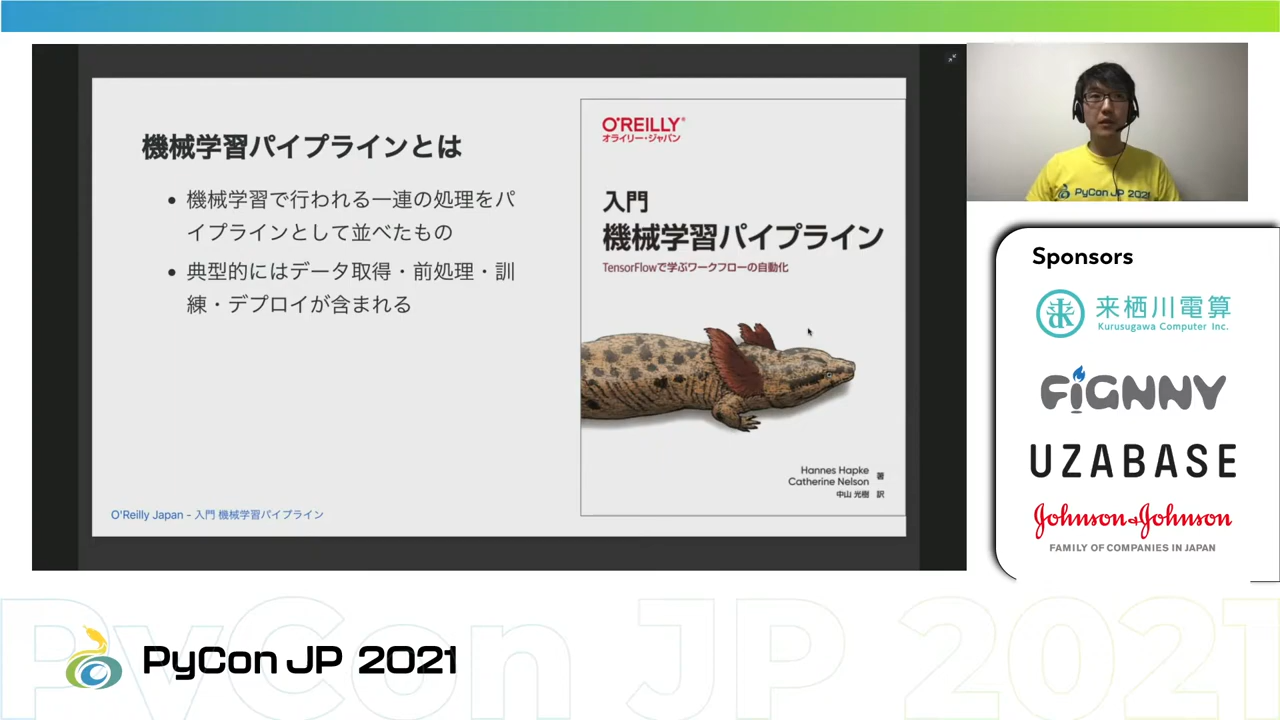 機械学習パイプラインとは
• 機械学習で行われる一連の処理をパ
イプラインとして並べたもの
• 典型的にはデータ取得・前処理・訓
練・デプロイが含まれる
O'Reilly Japan - 入門 機械学習パイプライン
O'REILLY®
オライリー・ジャパン
入門
機械学習パイプライン
TensorFlowで学ぶワークフローの自動化
Hannes Hapke
Catherine Nelson 著
中山 光樹 訳
PyCon JP 2021
Sponsors
来栖川電算
Kurusugawa Computer Inc.
FiGNNY
UZABASE
Johnson & Johnson
FAMILY OF COMPANIES IN JAPAN
PyCon JP 2021
PyCon JP 2021